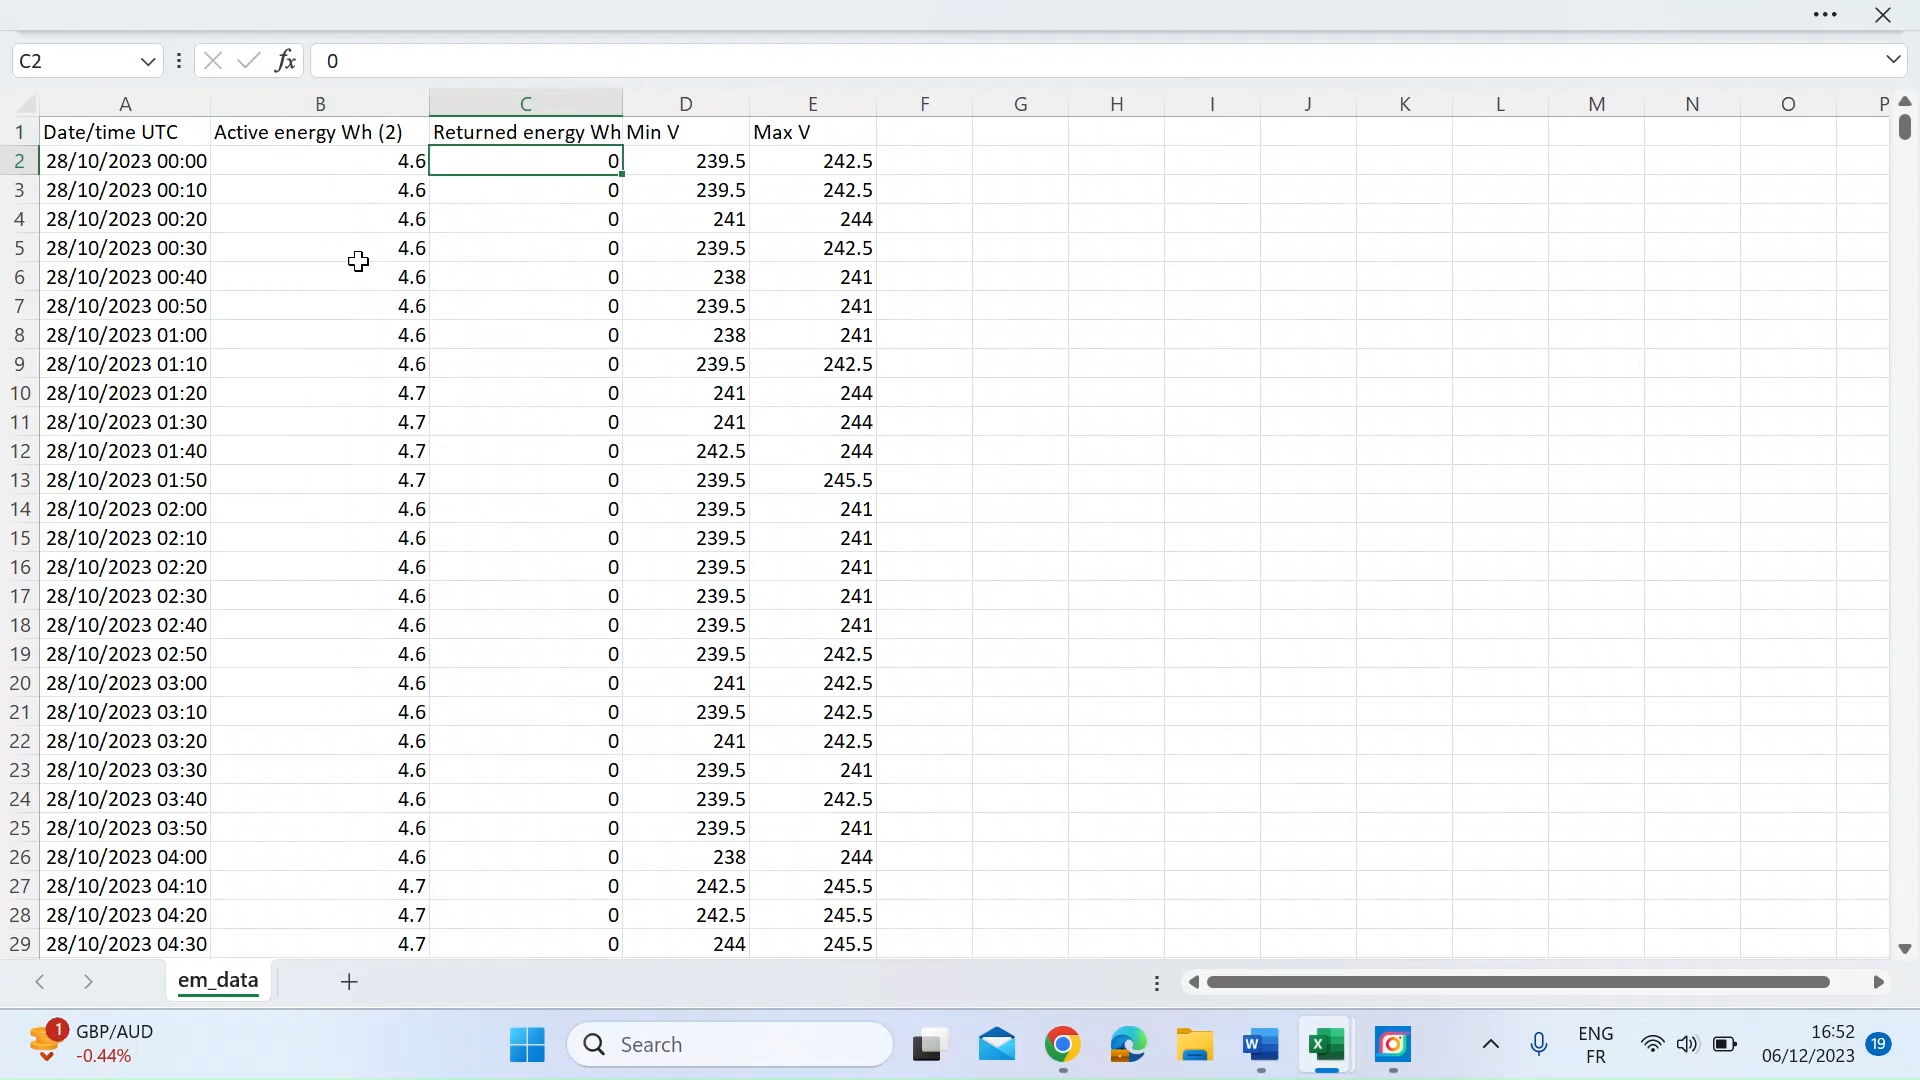 C2 fx 0
A B C D E F G H I J K L M N O P
1 Date/time UTC Active energy Wh (2) Returned energy Wh Min V Max V
2 28/10/2023 00:00 4.6 0 239.5 242.5
3 28/10/2023 00:10 4.6 0 239.5 242.5
4 28/10/2023 00:20 4.6 0 241 244
5 28/10/2023 00:30 4.6 0 239.5 242.5
6 28/10/2023 00:40 4.6 0 238 241
7 28/10/2023 00:50 4.6 0 239.5 241
8 28/10/2023 01:00 4.6 0 238 241
9 28/10/2023 01:10 4.6 0 239.5 242.5
10 28/10/2023 01:20 4.7 0 241 244
11 28/10/2023 01:30 4.7 0 241 244
12 28/10/2023 01:40 4.7 0 242.5 244
13 28/10/2023 01:50 4.7 0 239.5 245.5
14 28/10/2023 02:00 4.6 0 239.5 241
15 28/10/2023 02:10 4.6 0 239.5 241
16 28/10/2023 02:20 4.6 0 239.5 241
17 28/10/2023 02:30 4.6 0 239.5 241
18 28/10/2023 02:40 4.6 0 239.5 241
19 28/10/2023 02:50 4.6 0 239.5 242.5
20 28/10/2023 03:00 4.6 0 241 242.5
21 28/10/2023 03:10 4.6 0 239.5 242.5
22 28/10/2023 03:20 4.6 0 241 242.5
23 28/10/2023 03:30 4.6 0 239.5 241
24 28/10/2023 03:40 4.6 0 239.5 242.5
25 28/10/2023 03:50 4.6 0 239.5 241
26 28/10/2023 04:00 4.6 0 238 244
27 28/10/2023 04:10 4.7 0 242.5 245.5
28 28/10/2023 04:20 4.7 0 242.5 245.5
29 28/10/2023 04:30 4.7 0 244 245.5
em_data
1 GBP/AUD
-0.44%
Search
W
X
ENG
FR
16:52
06/12/2023
19